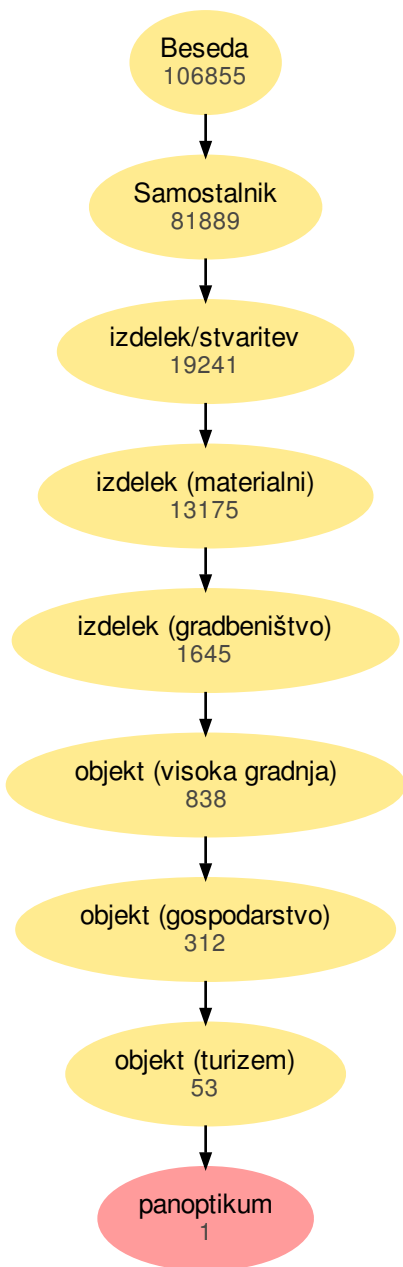 Beseda
106855
Samostalnik
81889
izdelek/stvaritev
19241
izdelek (materialni)
13175
izdelek (gradbeništvo)
1645
objekt (visoka gradnja)
838
objekt (gospodarstvo)
312
objekt (turizem)
53
panoptikum
1